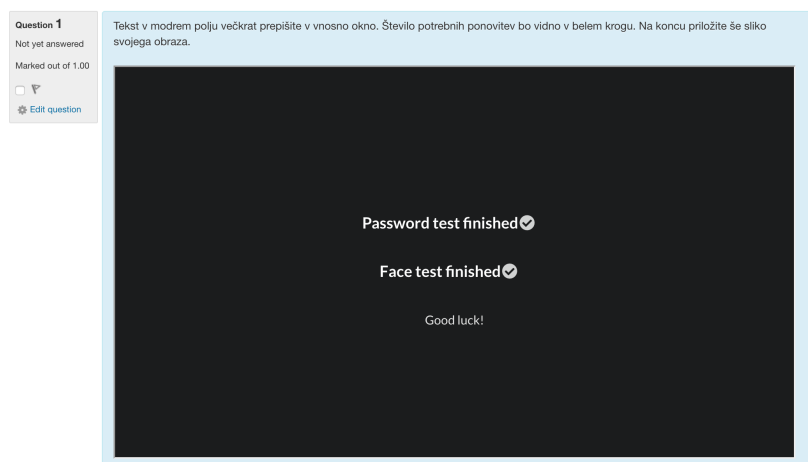 Question 1
Not yet answered
Marked out of 1.00
Edit question
Tekst v modrem polju večkrat prepišite v vnosno okno. Število potrebnih ponovitev bo vidno v belem krogu. Na koncu priložite še sliko
svojega obraza.
Password test finished
Face test finished
Good luck!